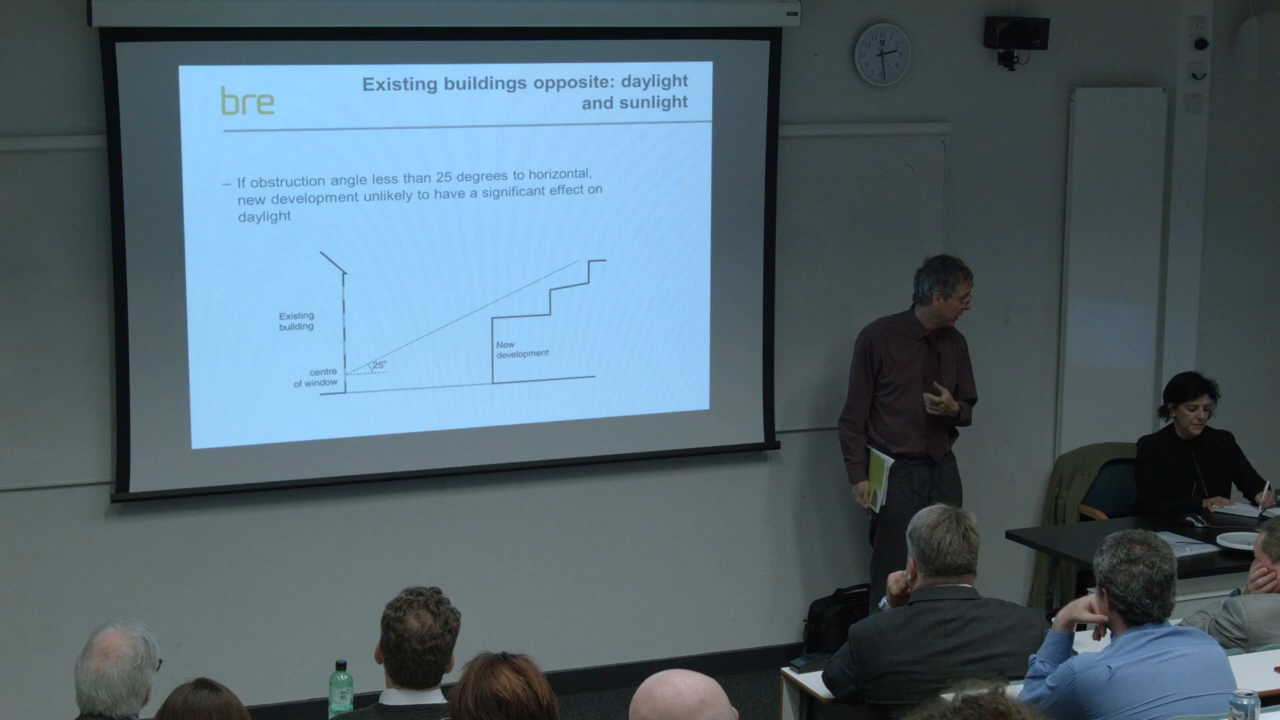 bre
Existing buildings opposite: daylight
and sunlight
– If obstruction angle less than 25 degrees to horizontal,
new development unlikely to have a significant effect on
daylight
Existing
building
New
development
centre
of window
25°